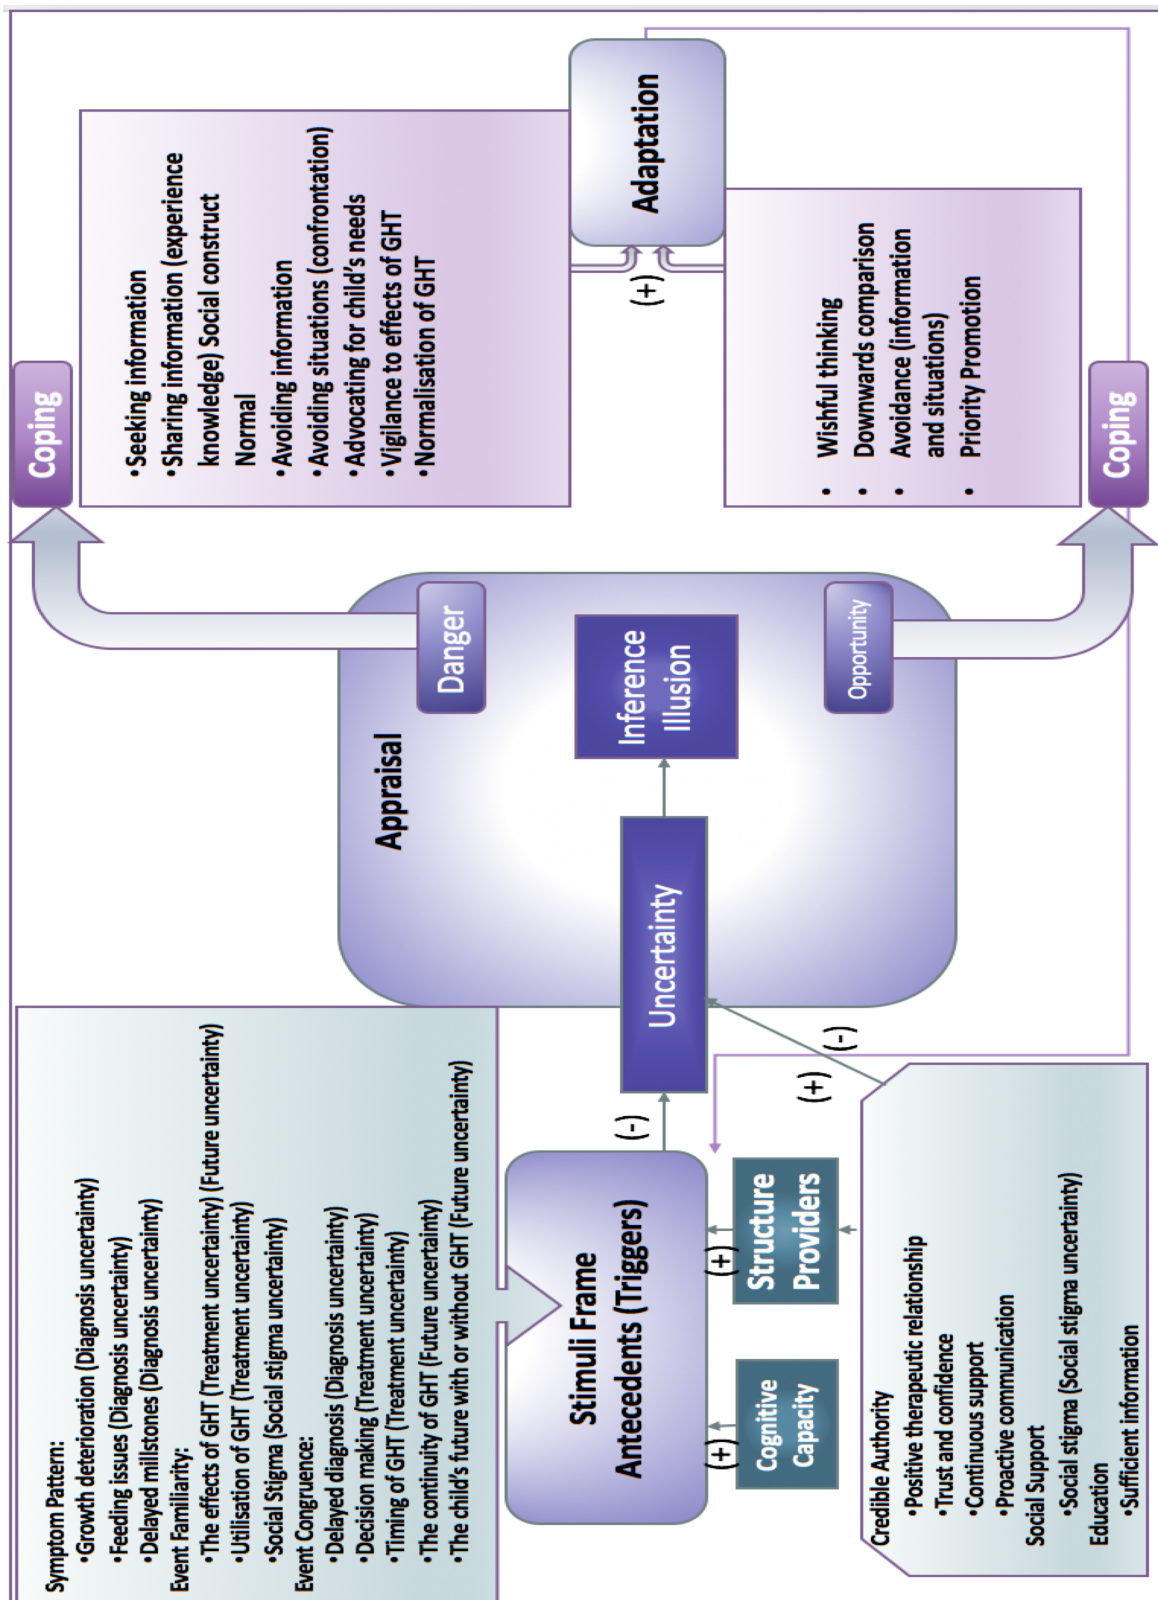 Symptom Pattern:
•Growth deterioration (Diagnosis uncertainty)
•Feeding issues (Diagnosis uncertainty)
•Delayed millstones (Diagnosis uncertainty)
Event Familiarity:
•The effects of GHT (Treatment uncertainty) (Future uncertainty)
•Utilisation of GHT (Treatment uncertainty)
•Social Stigma (Social stigma uncertainty)
Event Congruence:
•Delayed diagnosis (Diagnosis uncertainty)
•Decision making (Treatment uncertainty)
•Timing of GHT (Treatment uncertainty)
•The continuity of GHT (Future uncertainty)
•The child's future with or without GHT (Future uncertainty)
Stimuli Frame
Antecedents (Triggers)
(-)
(+)
(+)
Cognitive
Capacity
Structure
Providers
Credible Authority
•Positive therapeutic relationship
•Trust and confidence
•Continuous support
•Proactive communication
Social Support
•Social stigma (Social stigma uncertainty)
Education
•Sufficient information
(+)
(-)
Appraisal
Uncertainty
Inference
Illusion
Danger
Opportunity
Coping
•Seeking information
•Sharing information (experience
knowledge) Social construct
Normal
•Avoiding information
•Avoiding situations (confrontation)
•Advocating for child's needs
•Vigilance to effects of GHT
•Normalisation of GHT
(+)
Adaptation
• Wishful thinking
• Downwards comparison
• Avoidance (information
and situations)
• Priority Promotion
Coping